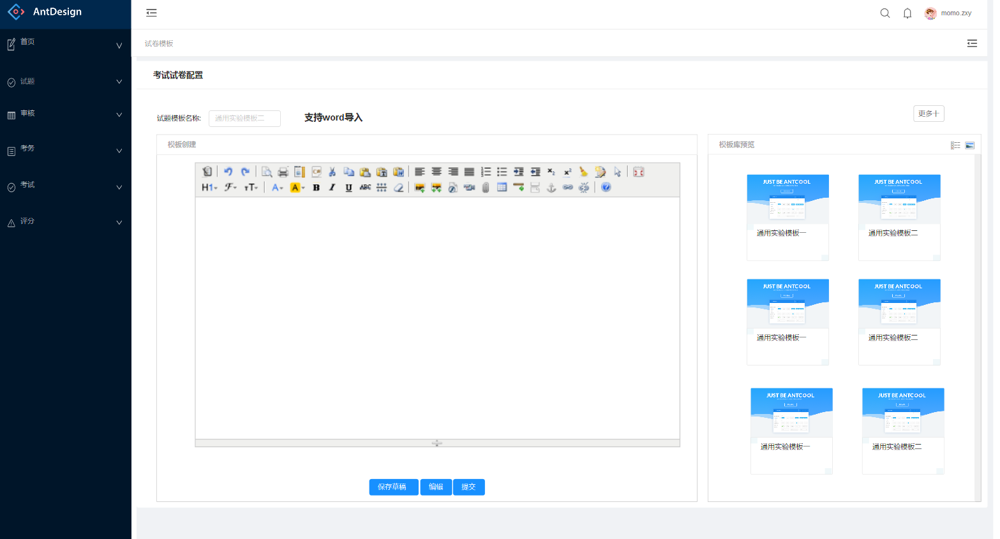 AntDesign
momo.zxy
首页
试题
审核
考务
考试
评分
试卷模板
考试试卷配置
试题模板名称:
通用实验模板二
支持word导入
更多十
模板创建
模板库预览
H1
F
тT
A
A
B
I
U
ABC
JUST BE ANTCOOL
JUST BE ANTCOOL
通用实验模板一
通用实验模板二
JUST BE ANTCOOL
JUST BE ANTCOOL
通用实验模板一
通用实验模板二
JUST BE ANTCOOL
JUST BE ANTCOOL
通用实验模板一
通用实验模板二
保存草稿
编辑
提交